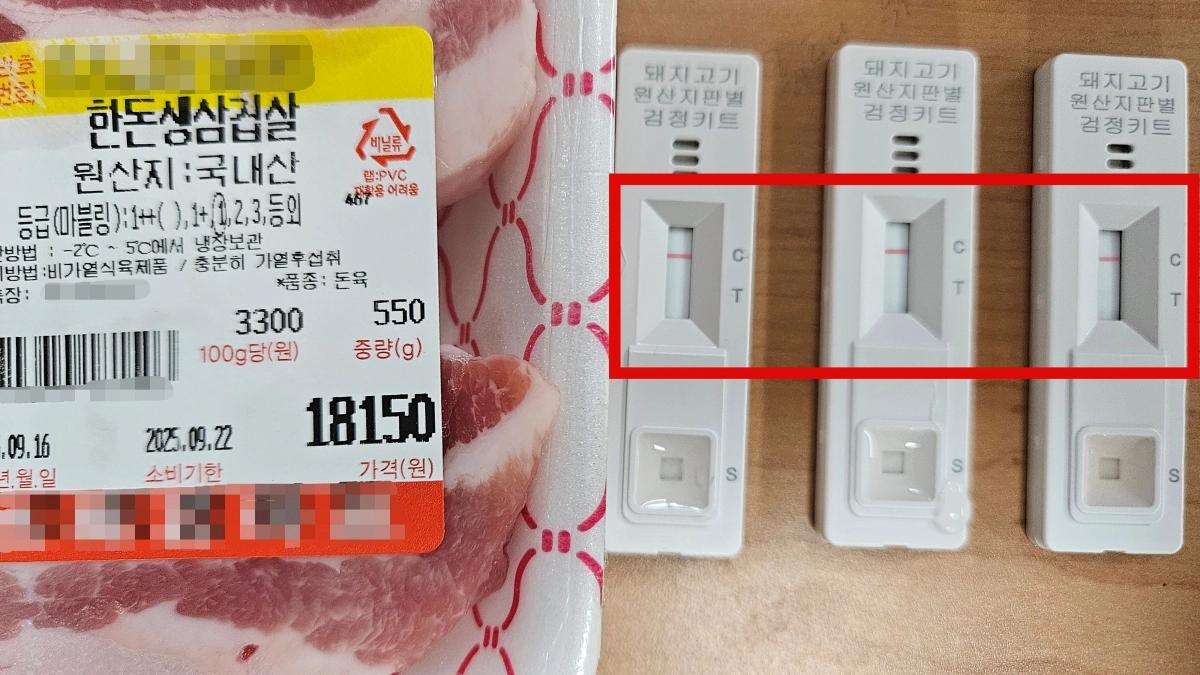 한돈생삼겹살
원산지:국내산
등급(마블링):1++( ),1+,1,2,3,등외
방법 : -2℃ ~ 5℃에서 냉장보관
방법:비가열식육제품 / 충분히 가열후섭취
*품종: 돈육
장:
비닐류
랩:PVC
재활용 어려움
467
3300
100g당(원)
550
중량(g)
.09.16
년.월.일
2025.09.22
소비기한
18150
가격(원)
돼지고기
원산지판별
검정키트
C
T
S
돼지고기
원산지판별
검정키트
C
T
S
돼지고기
원산지판별
검정키트
C
T
S